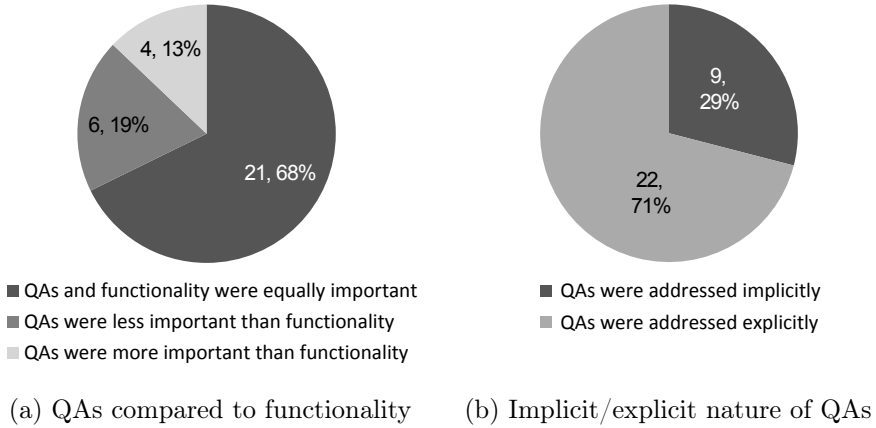 4, 13%
6, 19%
21, 68%
QAs and functionality were equally important
QAs were less important than functionality
QAs were more important than functionality
(a) QAs compared to functionality
9,
29%
22,
71%
QAs were addressed implicitly
QAs were addressed explicitly
(b) Implicit/explicit nature of QAs